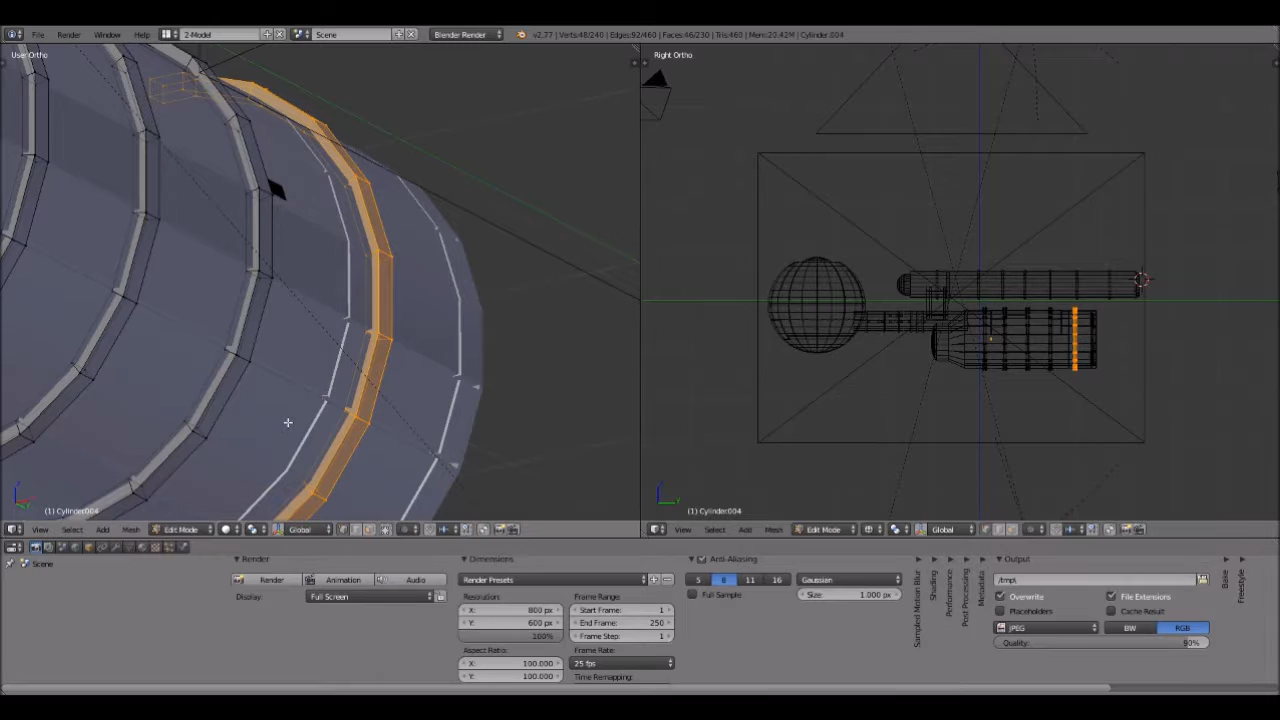 File Render Window Help 2-Model Scene Blender Render v2.77 | Verts:48/240 | Edges:92/460 | Faces:46/230 | Tris:460 | Mem:20.42M | Cylinder.004
User Ortho Right Ortho
(1) Cylinder.004 (1) Cylinder.004
View Select Add Mesh Edit Mode Global View Select Add Mesh Edit Mode Global
Scene
Render Dimensions Anti-Aliasing Output
Render Animation Audio Render Presets 5 8 11 16 Gaussian /tmp\
Display: Full Screen Resolution: Frame Range: Full Sample Size: 1.000 px Overwrite File Extensions
X: 800 px Start Frame: 1 Placeholders Cache Result
Y: 600 px End Frame: 250 JPEG BW RGB
100% Frame Step: 1 Quality: 90%
Aspect Ratio: Frame Rate:
X: 100.000 25 fps
Y: 100.000 Time Remapping:
Sampled Motion Blur
Shading
Performance
Post Processing
Metadata
Bake
Freestyle